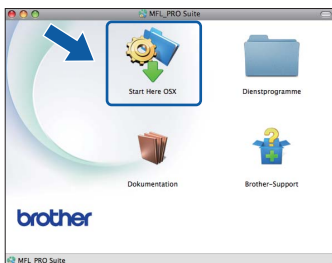 MFL_PRO Suite
Start Here OSX
Dienstprogramme
Dokumentation
Brother-Support
brother
MFL_PRO Suite